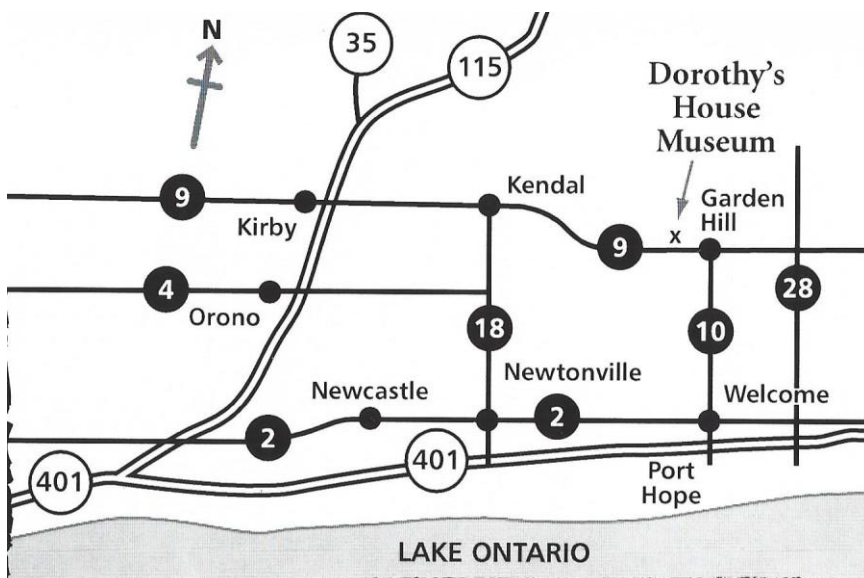 N
35
115
Dorothy's
House
Museum
9
Kirby
Kendal
Garden
Hill
x
9
4
Orono
18
10
28
Newcastle
Newtonville
Welcome
2
2
401
401
Port
Hope
LAKE ONTARIO